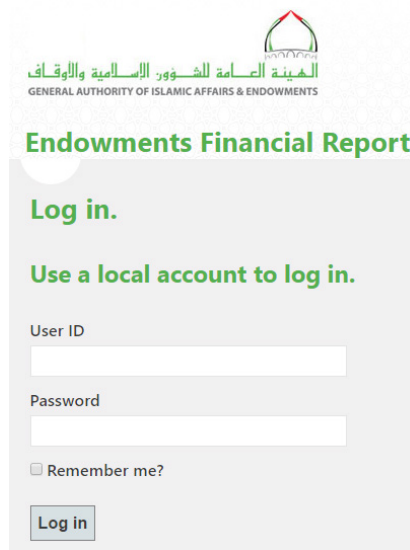 الهيئة العامة للشؤون الإسلامية والأوقاف
GENERAL AUTHORITY OF ISLAMIC AFFAIRS & ENDOWMENTS
Endowments Financial Report
Log in.
Use a local account to log in.
User ID
Password
Remember me?
Log in